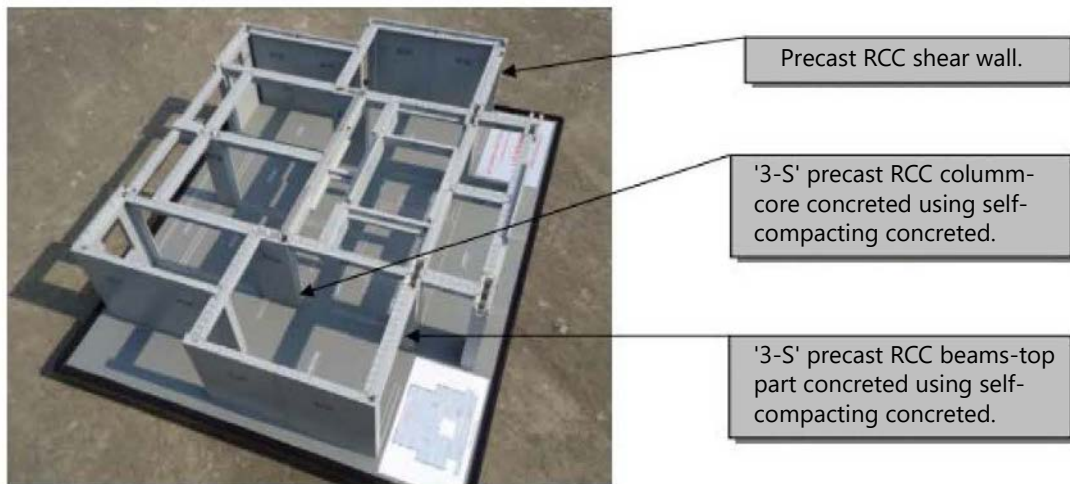 Precast RCC shear wall.
'3-S' precast RCC columm-
core concreted using self-
compacting concreted.
'3-S' precast RCC beams-top
part concreted using self-
compacting concreted.